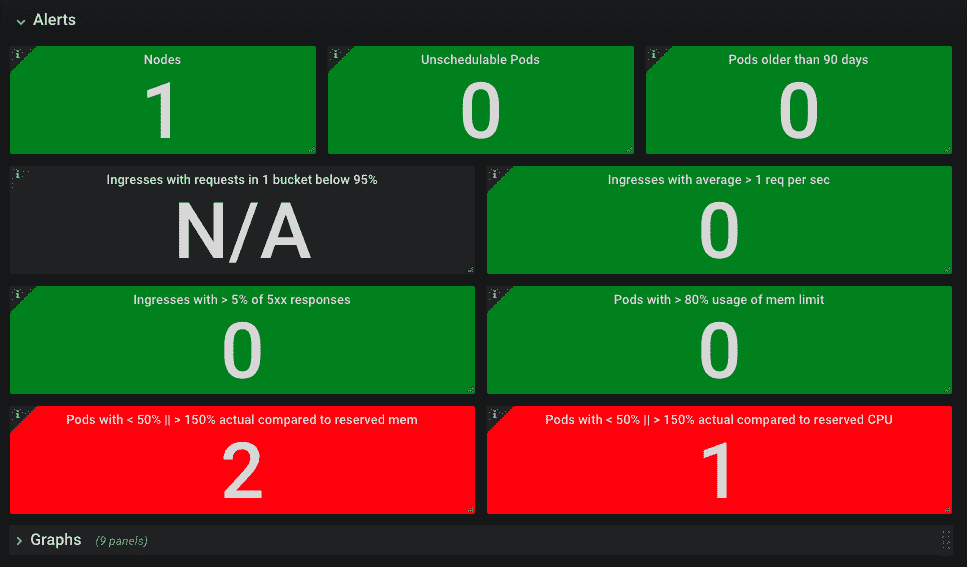 Alerts
Nodes
1
Unschedulable Pods
0
Pods older than 90 days
0
Ingresses with requests in 1 bucket below 95%
N/A
Ingresses with average > 1 req per sec
0
Ingresses with > 5% of 5xx responses
0
Pods with > 80% usage of mem limit
0
Pods with < 50% || > 150% actual compared to reserved mem
2
Pods with < 50% || > 150% actual compared to reserved CPU
1
Graphs (9 panels)